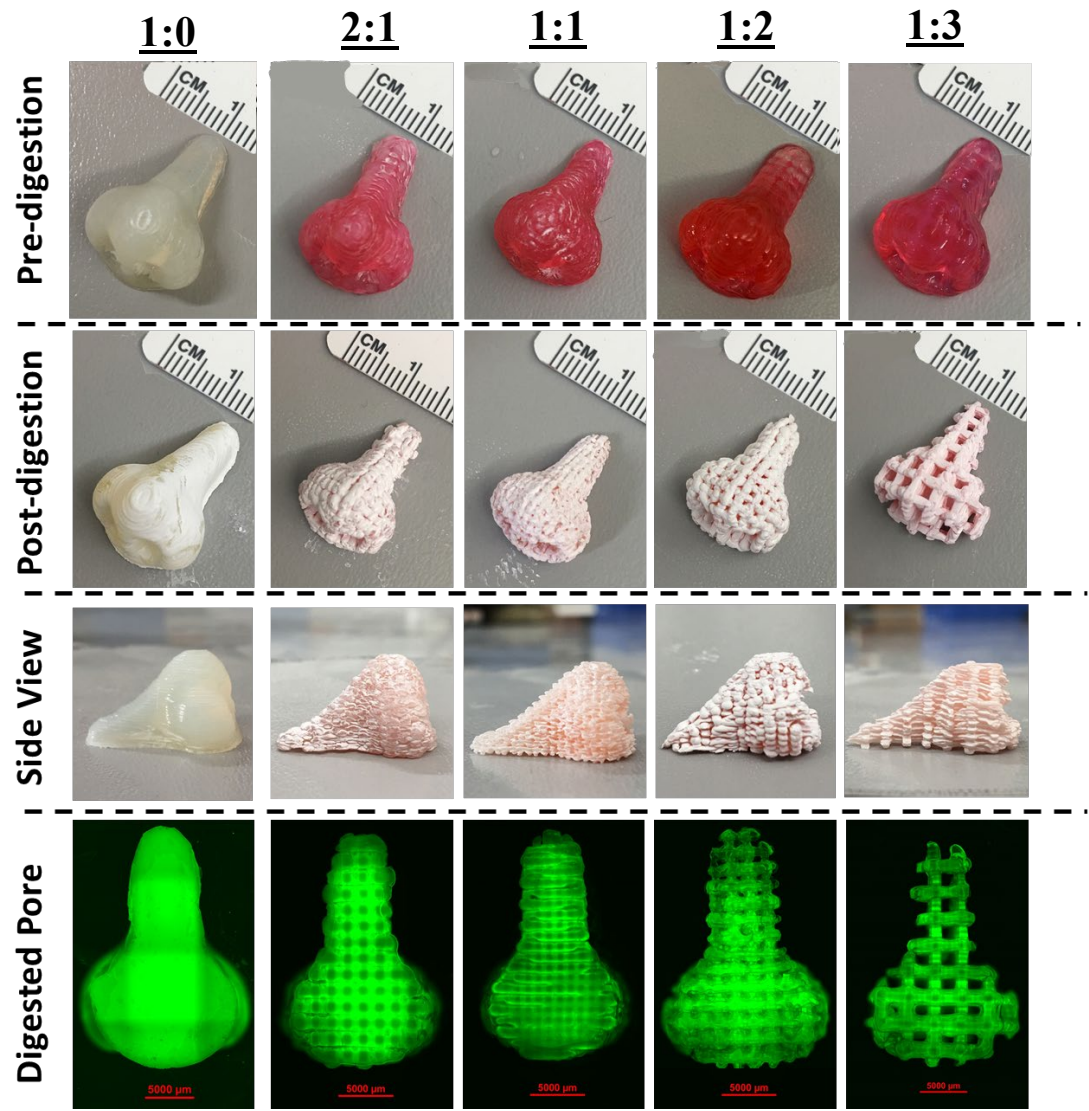 1:0 2:1 1:1 1:2 1:3
Pre-digestion
CM 1 CM 1 CM 1 CM 1 CM 1
Post-digestion
CM 1 CM 1 CM 1 CM 1 CM 1
Side View
Digested Pore
5000 µm 5000 µm 5000 µm 5000 µm 5000 µm